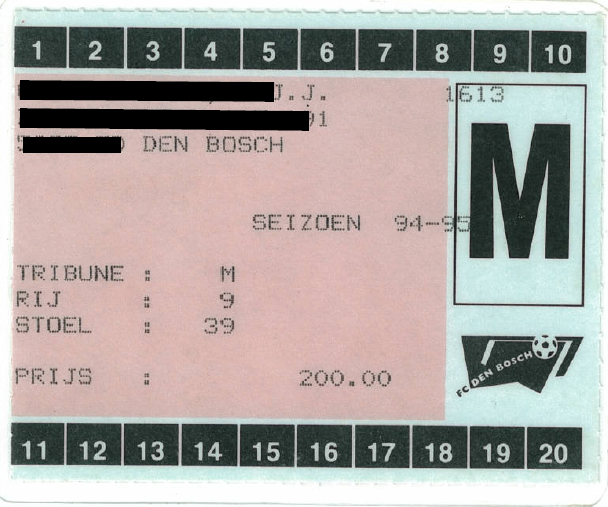 1 2 3 4 5 6 7 8 9 10
J.J. 1613
91
DEN BOSCH
M
SEIZOEN 94-95
TRIBUNE : M
RIJ : 9
STOEL : 39
FC DEN BOSCH
PRIJS : 200.00
11 12 13 14 15 16 17 18 19 20